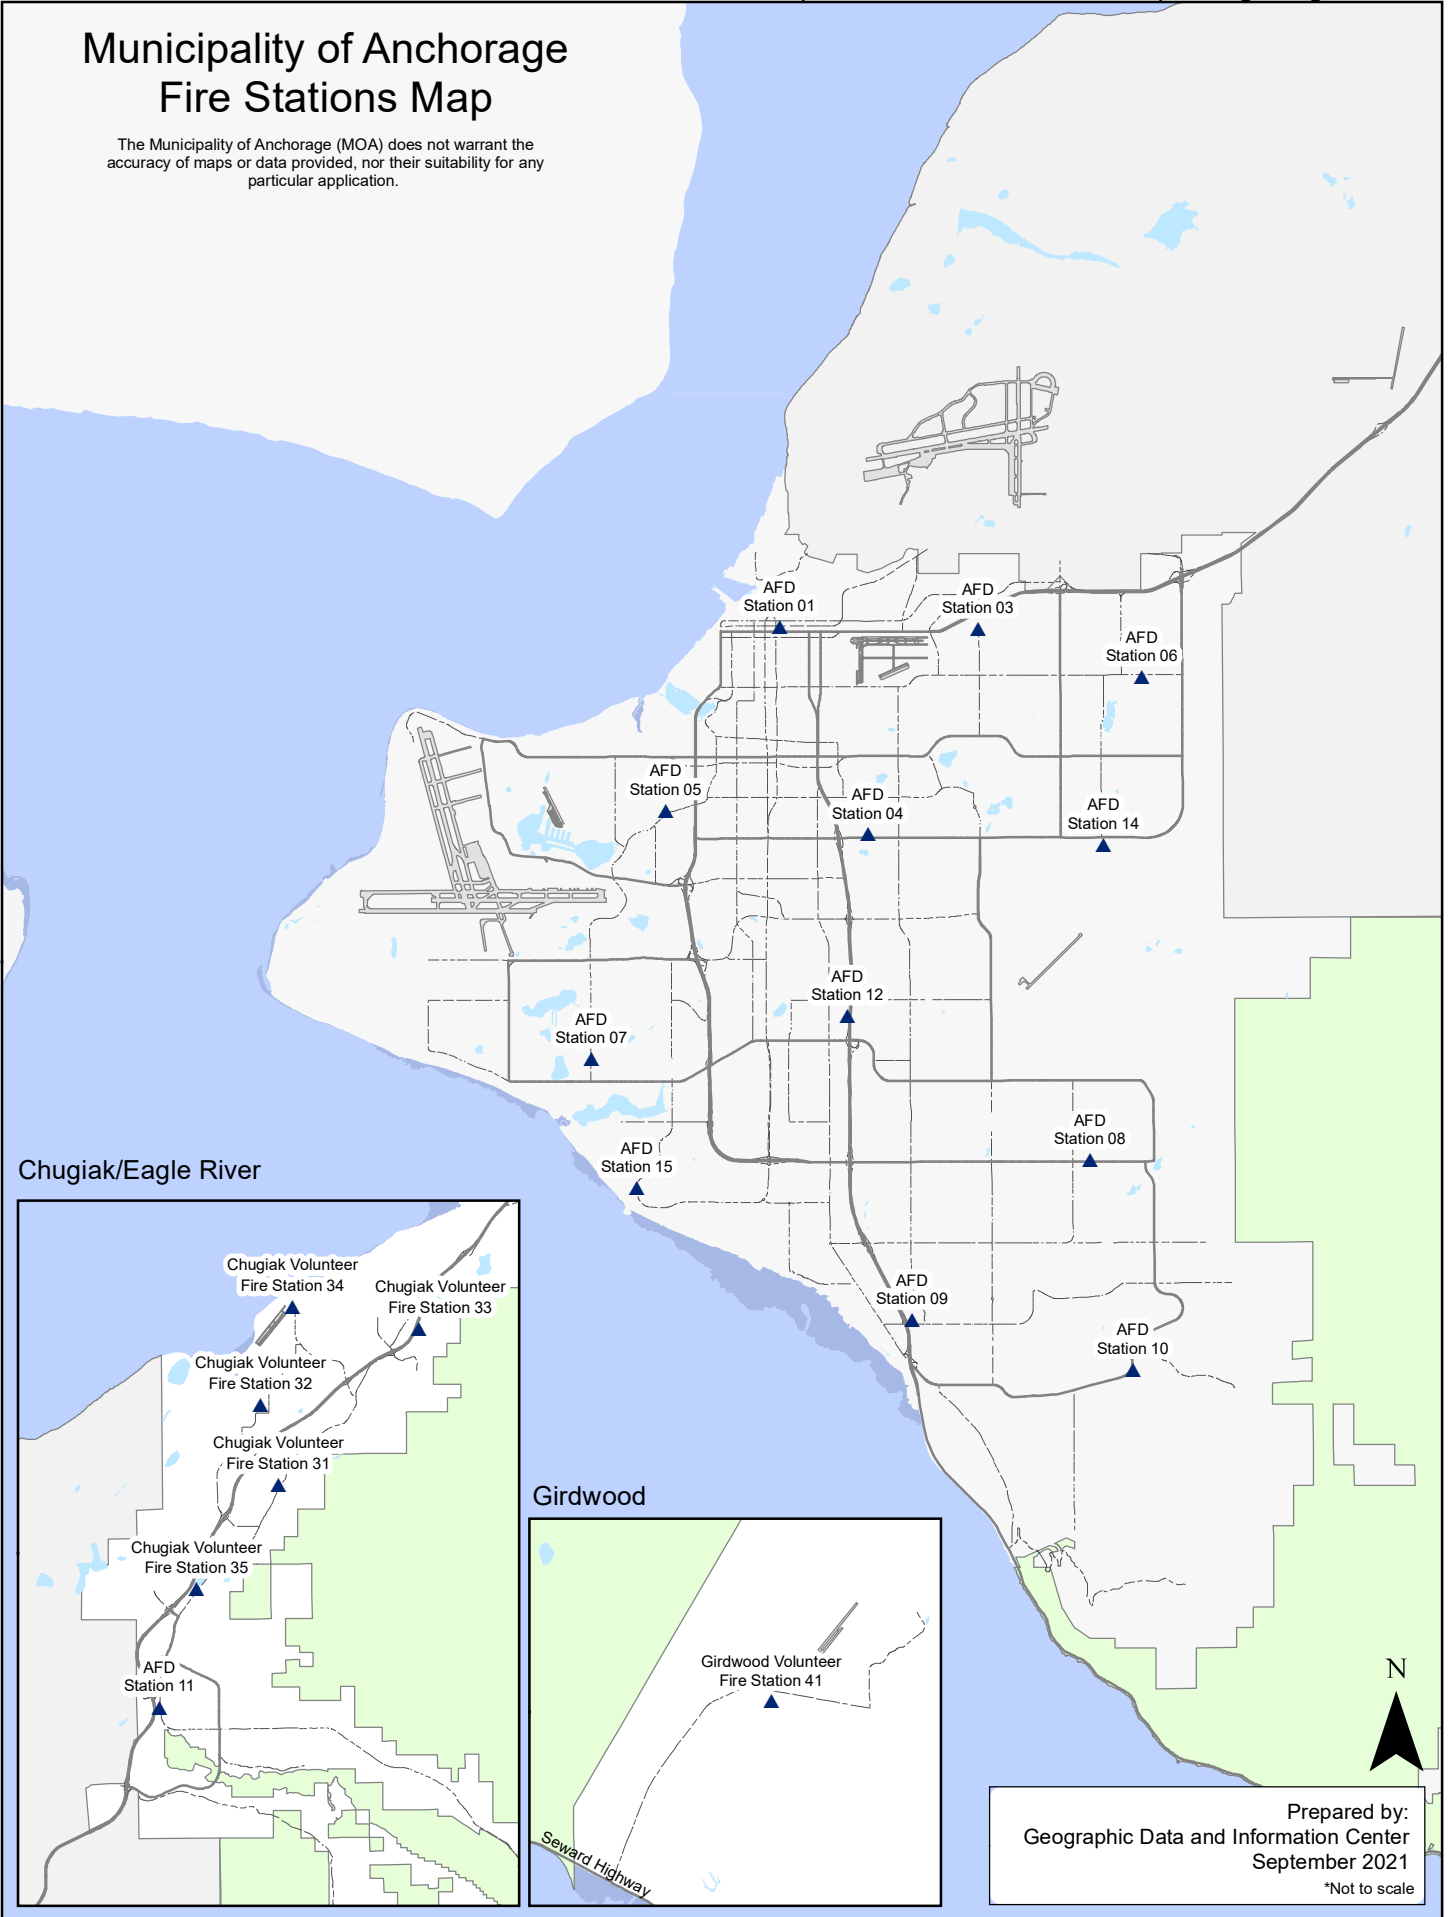 Municipality of Anchorage
Fire Stations Map
The Municipality of Anchorage (MOA) does not warrant the
accuracy of maps or data provided, nor their suitability for any
particular application.
AFD
Station 01
AFD
Station 03
AFD
Station 06
AFD
Station 05
AFD
Station 04
AFD
Station 14
AFD
Station 12
AFD
Station 07
AFD
Station 08
AFD
Station 15
AFD
Station 09
AFD
Station 10
Chugiak/Eagle River
Chugiak Volunteer
Fire Station 34
Chugiak Volunteer
Fire Station 33
Chugiak Volunteer
Fire Station 32
Chugiak Volunteer
Fire Station 31
Chugiak Volunteer
Fire Station 35
AFD
Station 11
Girdwood
Girdwood Volunteer
Fire Station 41
Seward Highway
N
Prepared by:
Geographic Data and Information Center
September 2021
*Not to scale